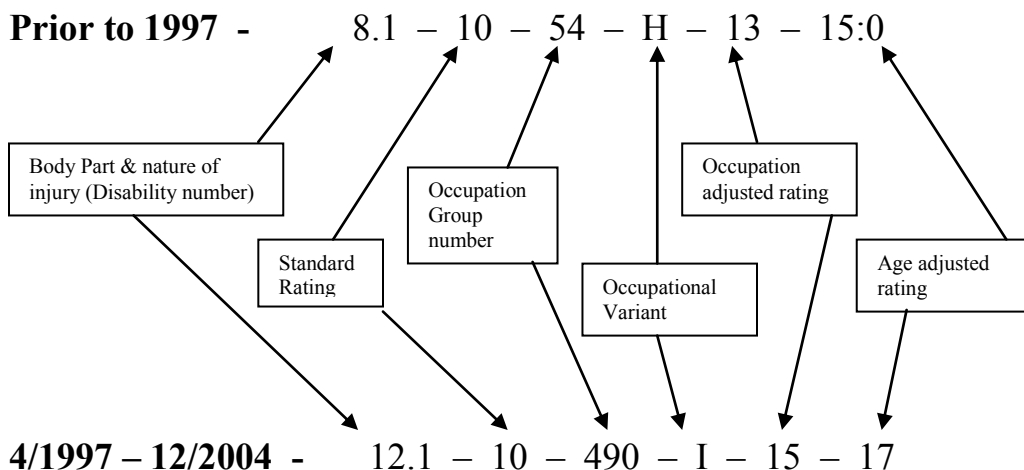 Prior to 1997 - 8.1 – 10 – 54 – H – 13 – 15:0
Body Part & nature of
injury (Disability number)
Standard
Rating
Occupation
Group
number
Occupational
Variant
Occupation
adjusted rating
Age adjusted
rating
4/1997 – 12/2004 - 12.1 – 10 – 490 – I – 15 – 17